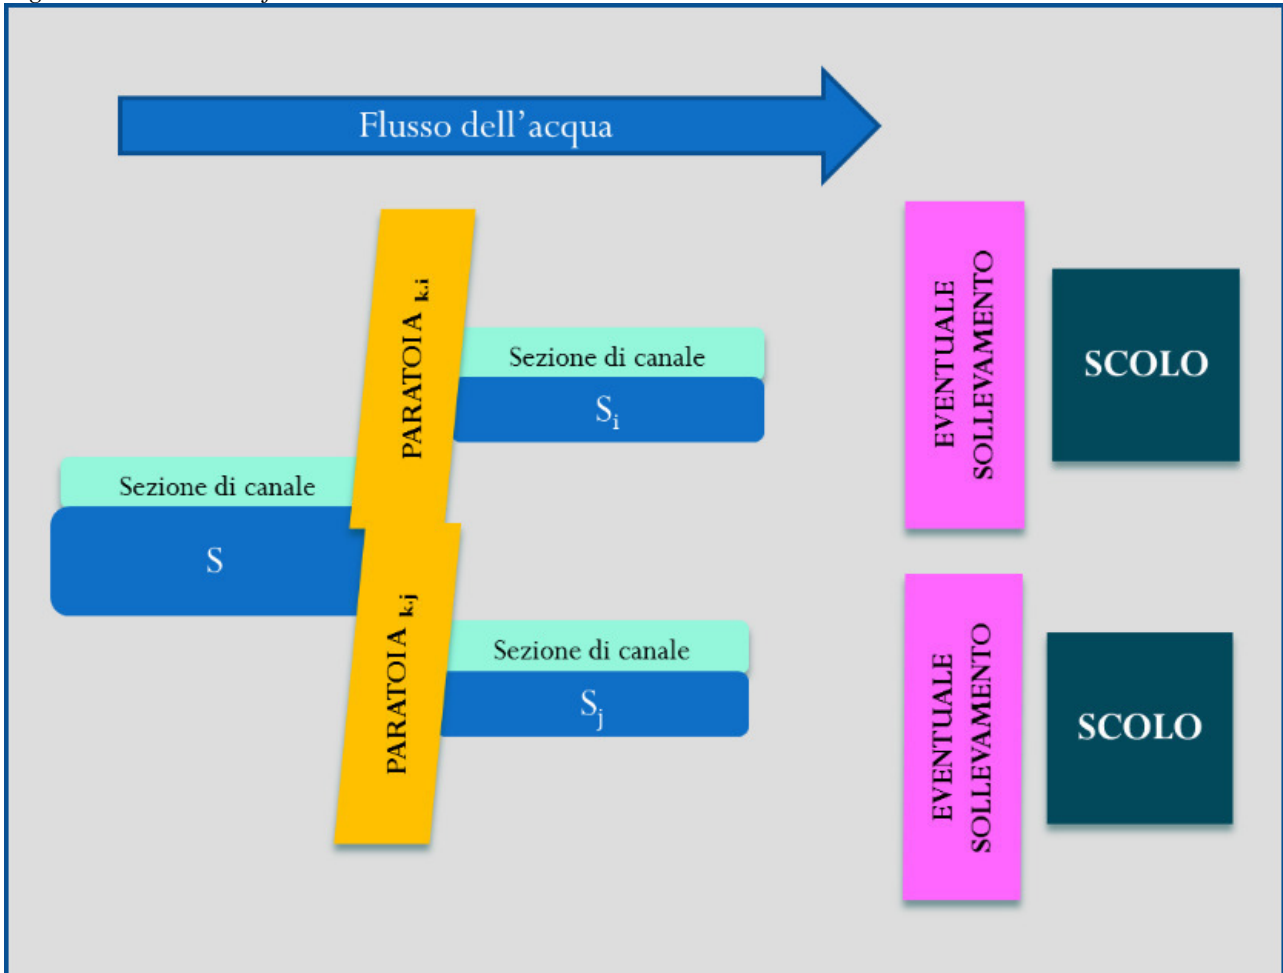 Flusso dell'acqua
PARATOIA k.i
Sezione di canale
Si
EVENTUALE
SOLLEVAMENTO
SCOLO
Sezione di canale
S
PARATOIA k.j
Sezione di canale
Sj
EVENTUALE
SOLLEVAMENTO
SCOLO